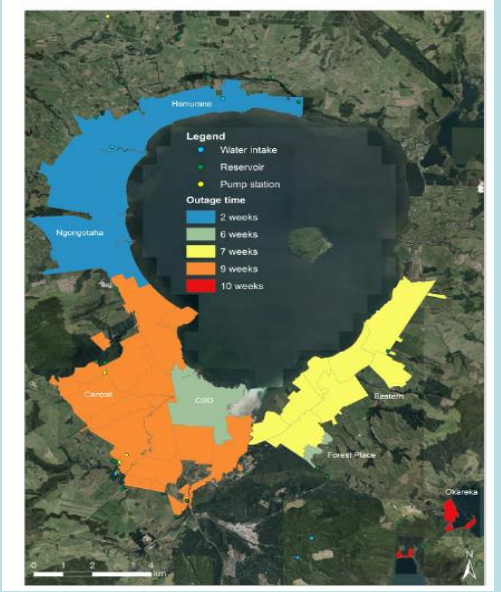 Hamurana
Legend
Water intake
Reservoir
Pump station
Outage time
2 weeks
6 weeks
7 weeks
9 weeks
10 weeks
Ngongotaha
Central
CBD
Eastern
Forest Place
Okareka
N
0 1 2 4
km